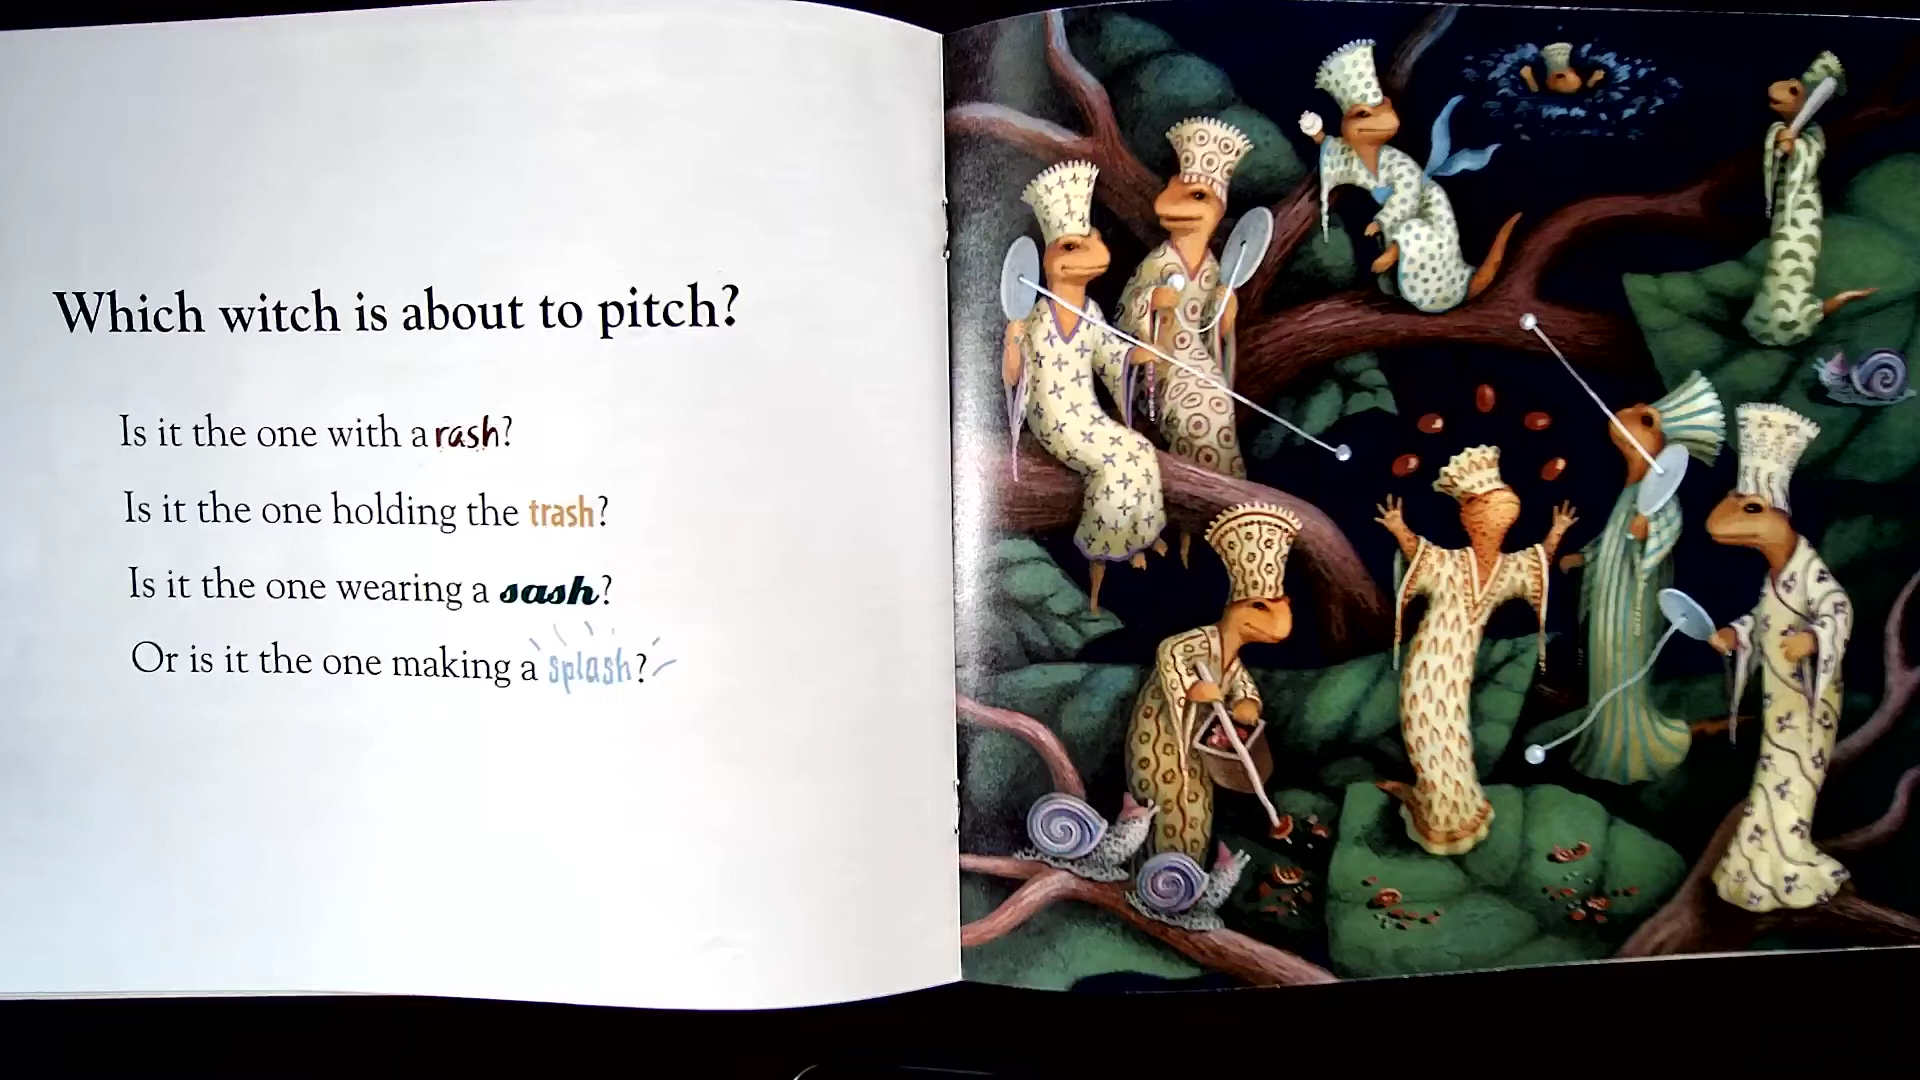 Which witch is about to pitch?
Is it the one with a rash?
Is it the one holding the trash?
Is it the one wearing a sash?
Or is it the one making a splash?